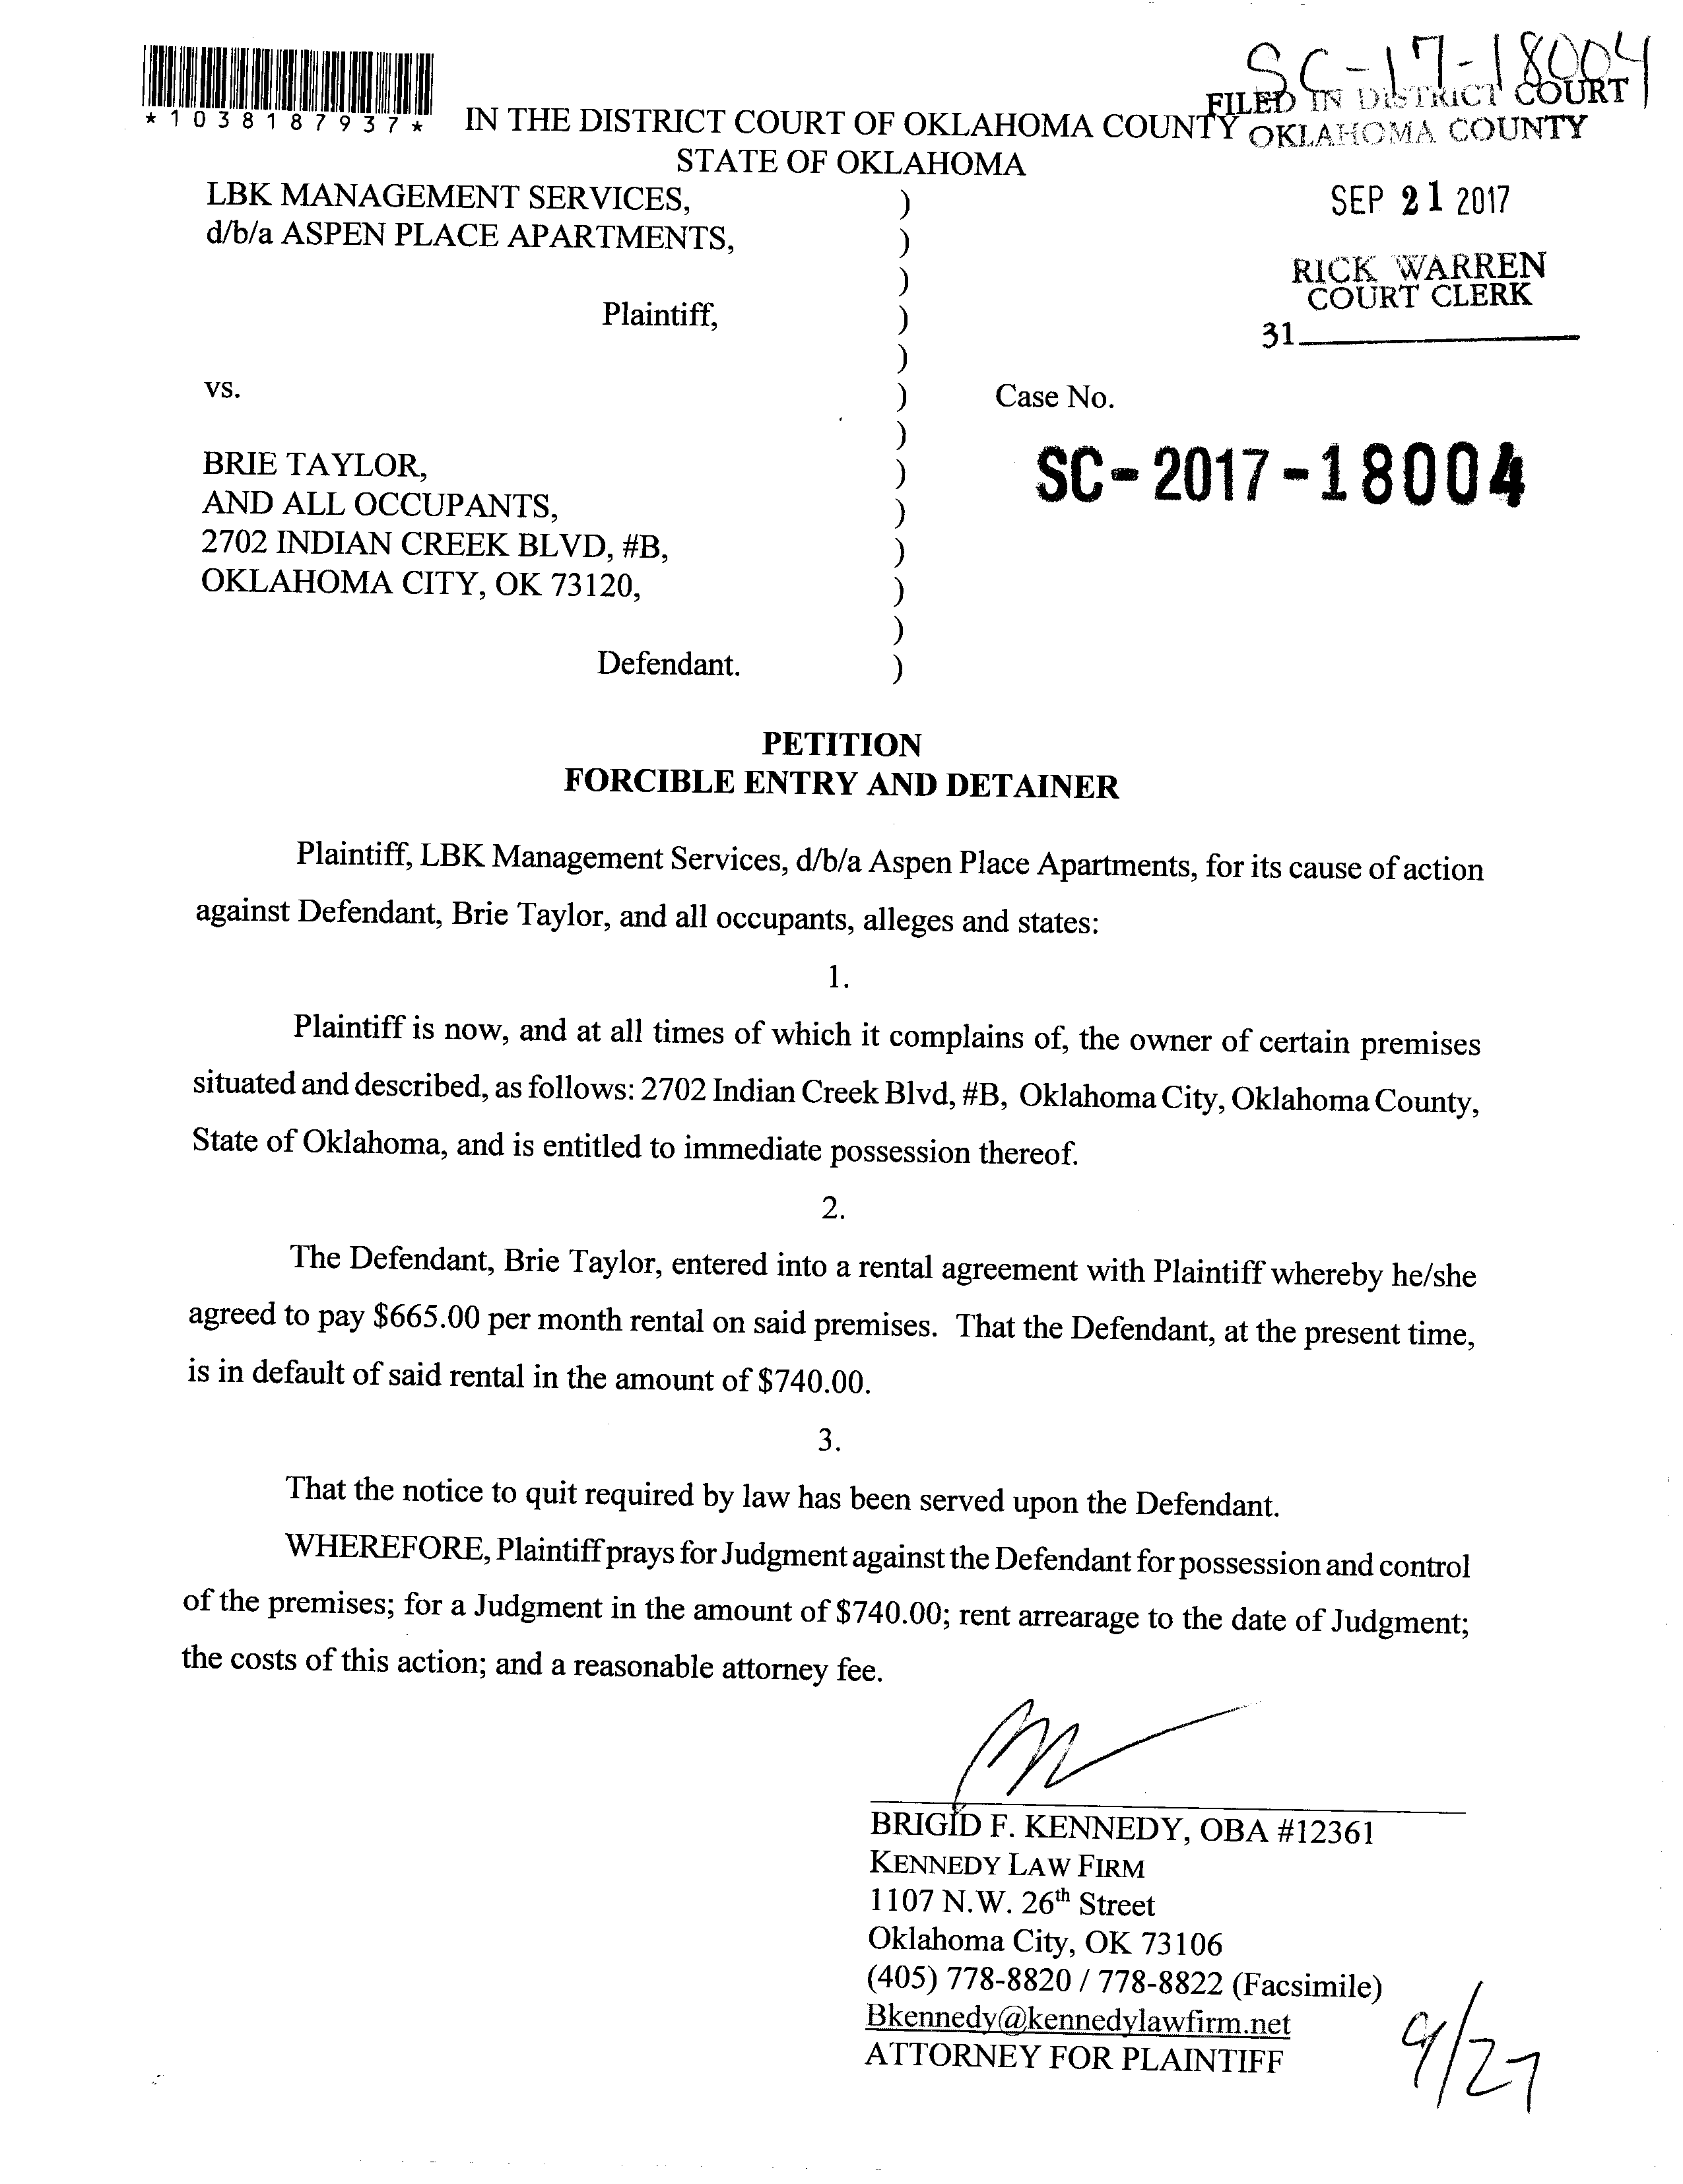 SC-17-18004
*1038187937*
FILED IN DISTRICT COURT
IN THE DISTRICT COURT OF OKLAHOMA COUNTY
OKLAHOMA COUNTY
STATE OF OKLAHOMA
LBK MANAGEMENT SERVICES, )
SEP 21 2017
d/b/a ASPEN PLACE APARTMENTS, )
)
RICK WARREN
COURT CLERK
Plaintiff, )
31
)
vs. ) Case No.
)
SC-2017-18004
BRIE TAYLOR, )
AND ALL OCCUPANTS, )
2702 INDIAN CREEK BLVD, #B, )
OKLAHOMA CITY, OK 73120, )
)
Defendant. )
PETITION
FORCIBLE ENTRY AND DETAINER
Plaintiff, LBK Management Services, d/b/a Aspen Place Apartments, for its cause of action
against Defendant, Brie Taylor, and all occupants, alleges and states:
1.
Plaintiff is now, and at all times of which it complains of, the owner of certain premises
situated and described, as follows: 2702 Indian Creek Blvd, #B, Oklahoma City, Oklahoma County,
State of Oklahoma, and is entitled to immediate possession thereof.
2.
The Defendant, Brie Taylor, entered into a rental agreement with Plaintiff whereby he/she
agreed to pay $665.00 per month rental on said premises. That the Defendant, at the present time,
is in default of said rental in the amount of $740.00.
3.
That the notice to quit required by law has been served upon the Defendant.
WHEREFORE, Plaintiff prays for Judgment against the Defendant for possession and control
of the premises; for a Judgment in the amount of $740.00; rent arrearage to the date of Judgment;
the costs of this action; and a reasonable attorney fee.
BRIGID F. KENNEDY, OBA #12361
KENNEDY LAW FIRM
1107 N.W. 26th Street
Oklahoma City, OK 73106
(405) 778-8820 / 778-8822 (Facsimile)
Bkennedy@kennedylawfirm.net
ATTORNEY FOR PLAINTIFF
9/27